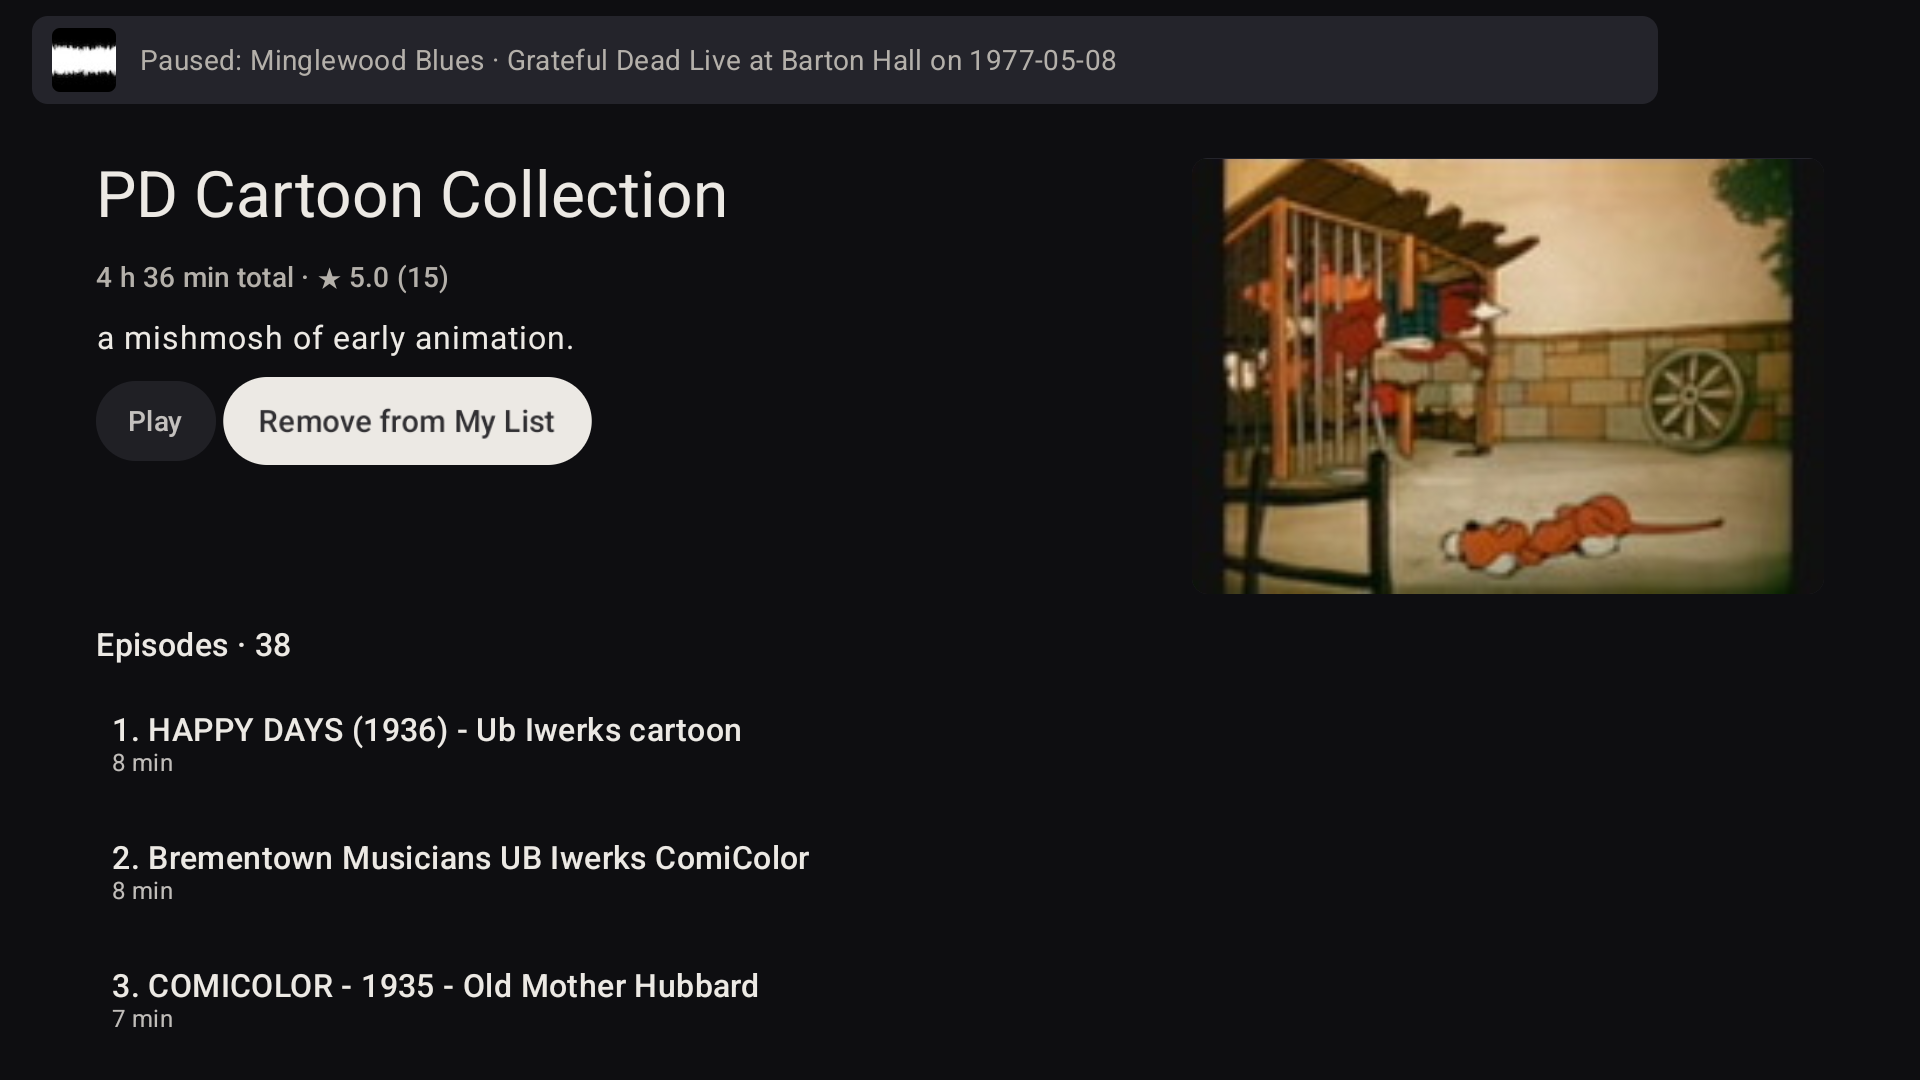 Paused: Minglewood Blues · Grateful Dead Live at Barton Hall on 1977-05-08
PD Cartoon Collection
4 h 36 min total · ★ 5.0 (15)
a mishmosh of early animation.
Play
Remove from My List
Episodes · 38
1. HAPPY DAYS (1936) - Ub Iwerks cartoon
8 min
2. Brementown Musicians UB Iwerks ComiColor
8 min
3. COMICOLOR - 1935 - Old Mother Hubbard
7 min